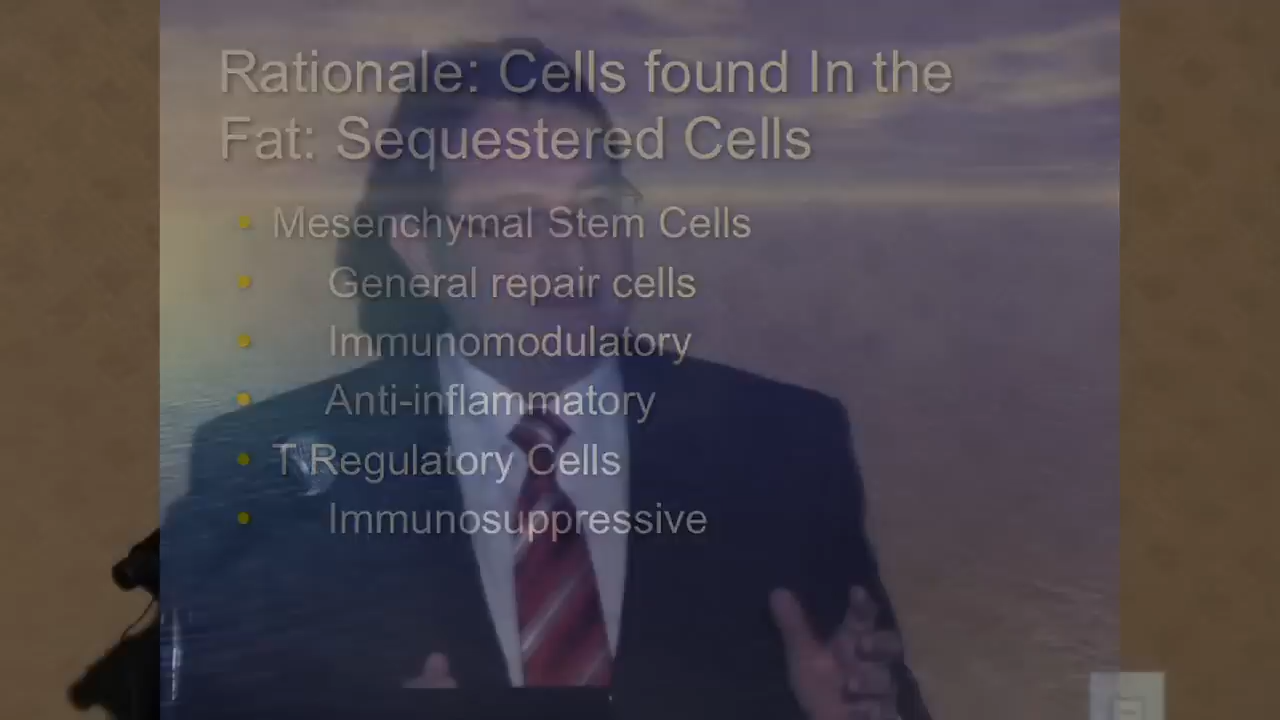 Rationale: Cells found In the
Fat: Sequestered Cells
• Mesenchymal Stem Cells
• General repair cells
• Immunomodulatory
• Anti-inflammatory
• T Regulatory Cells
• Immunosuppressive